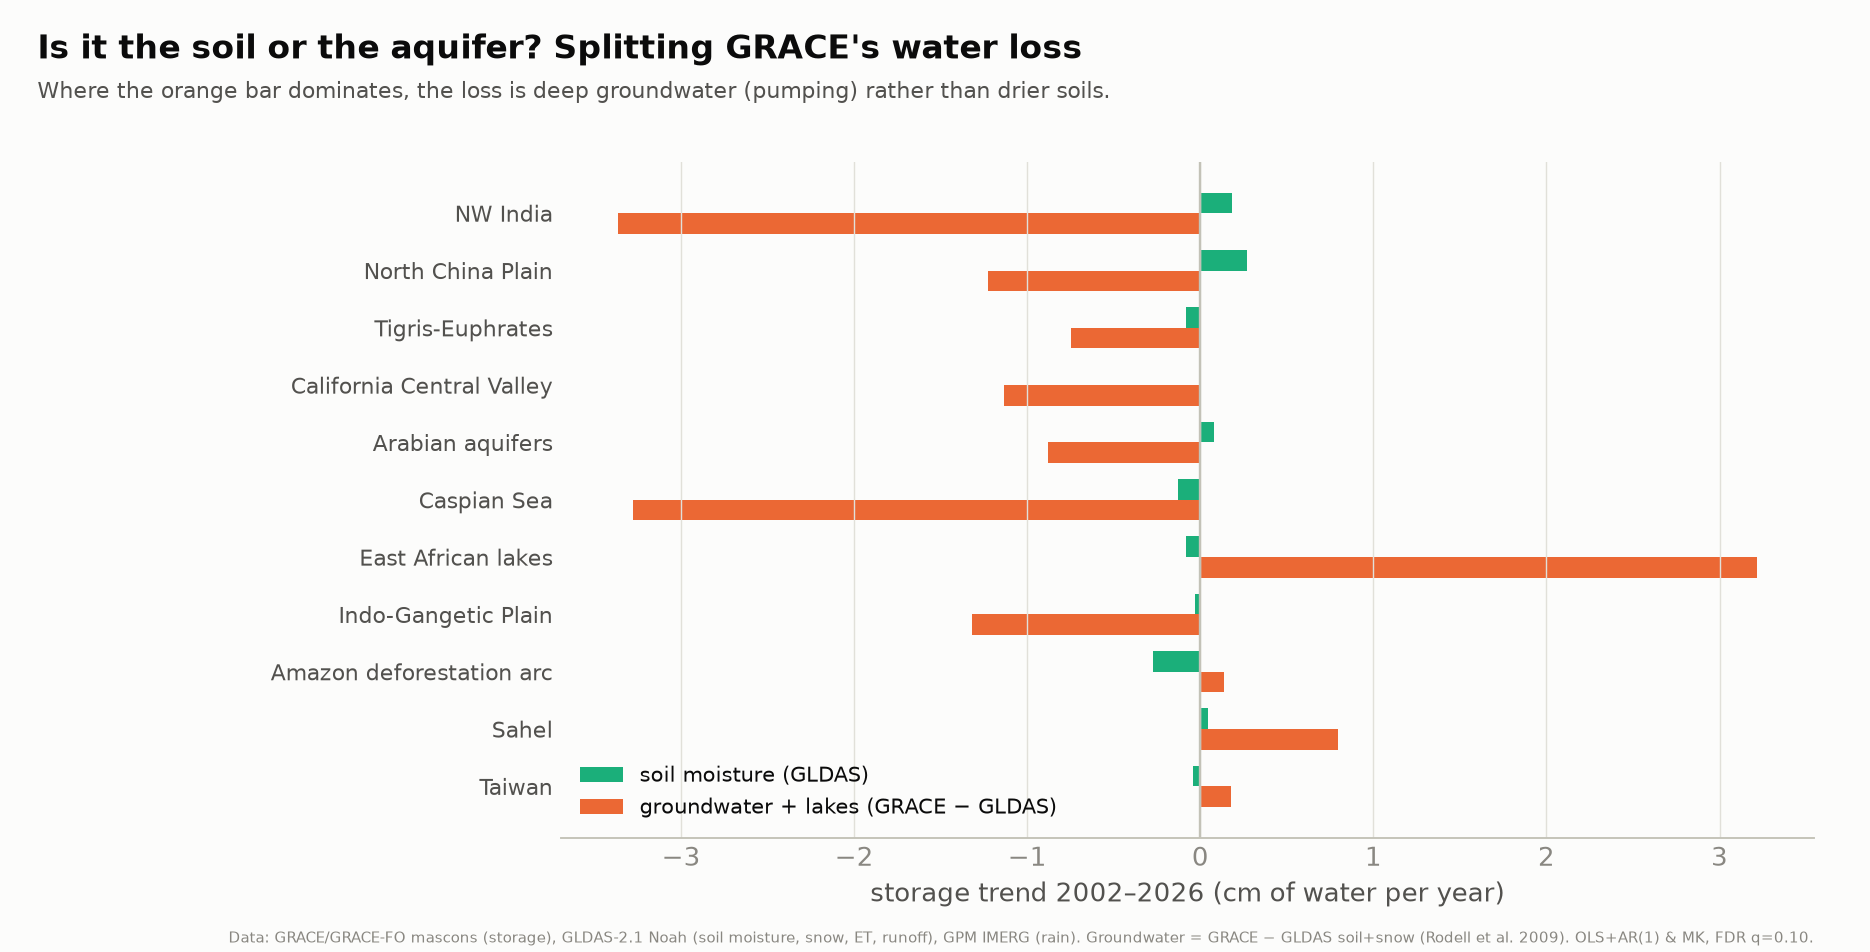 Is it the soil or the aquifer? Splitting GRACE's water loss
Where the orange bar dominates, the loss is deep groundwater (pumping) rather than drier soils.
NW India
North China Plain
Tigris-Euphrates
California Central Valley
Arabian aquifers
Caspian Sea
East African lakes
Indo-Gangetic Plain
Amazon deforestation arc
Sahel
Taiwan
soil moisture (GLDAS)
groundwater + lakes (GRACE − GLDAS)
−3 −2 −1 0 1 2 3
storage trend 2002–2026 (cm of water per year)
Data: GRACE/GRACE-FO mascons (storage), GLDAS-2.1 Noah (soil moisture, snow, ET, runoff), GPM IMERG (rain). Groundwater = GRACE − GLDAS soil+snow (Rodell et al. 2009). OLS+AR(1) & MK, FDR q=0.10.